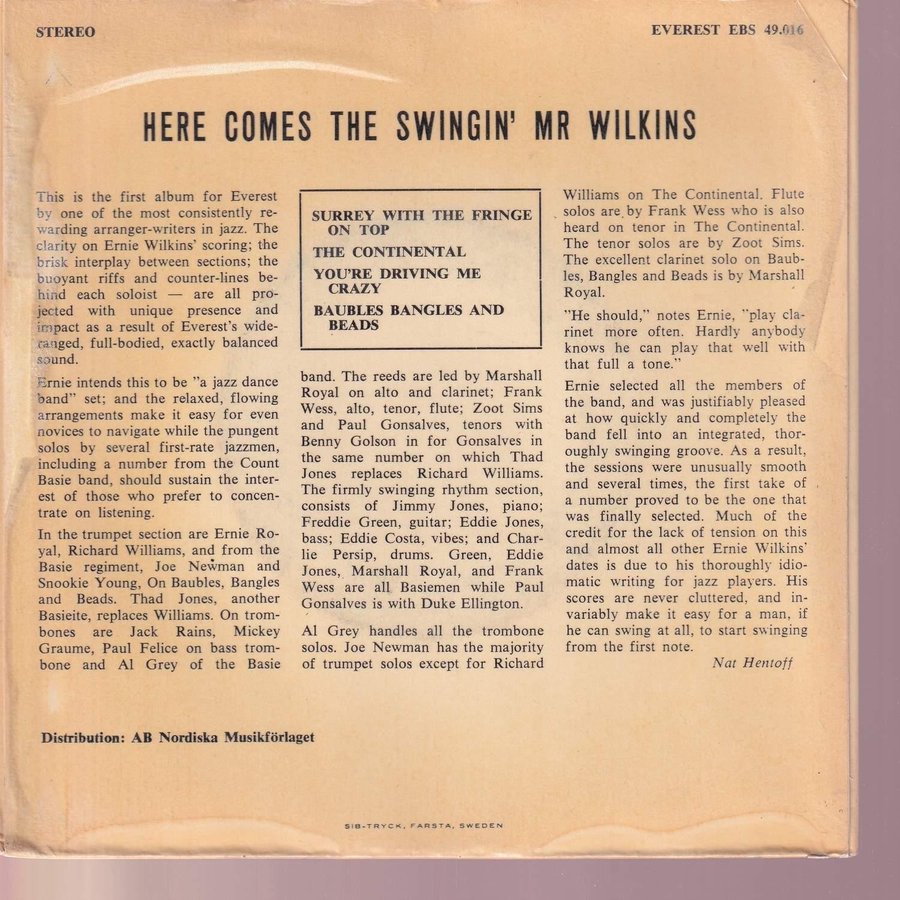 STEREO
EVEREST EBS 49.016
HERE COMES THE SWINGIN' MR WILKINS
This is the first album for Everest
by one of the most consistently re-
warding arranger-writers in jazz. The
clarity on Ernie Wilkins' scoring; the
brisk interplay between sections; the
buoyant riffs and counter-lines be-
hind each soloist — are all pro-
jected with unique presence and
impact as a result of Everest's wide-
ranged, full-bodied, exactly balanced
sound.
Ernie intends this to be "a jazz dance
band" set; and the relaxed, flowing
arrangements make it easy for even
novices to navigate while the pungent
solos by several first-rate jazzmen,
including a number from the Count
Basie band, should sustain the inter-
est of those who prefer to concen-
trate on listening.
In the trumpet section are Ernie Ro-
yal, Richard Williams, and from the
Basie regiment, Joe Newman and
Snookie Young, On Baubles, Bangles
and Beads. Thad Jones, another
Basieite, replaces Williams. On trom-
bones are Jack Rains, Mickey
Graume, Paul Felice on bass trom-
bone and Al Grey of the Basie
SURREY WITH THE FRINGE
ON TOP
THE CONTINENTAL
YOU'RE DRIVING ME
CRAZY
BAUBLES BANGLES AND
BEADS
band. The reeds are led by Marshall
Royal on alto and clarinet; Frank
Wess, alto, tenor, flute; Zoot Sims
and Paul Gonsalves, tenors with
Benny Golson in for Gonsalves in
the same number on which Thad
Jones replaces Richard Williams.
The firmly swinging rhythm section,
consists of Jimmy Jones, piano;
Freddie Green, guitar; Eddie Jones,
bass; Eddie Costa, vibes; and Char-
lie Persip, drums. Green, Eddie
Jones, Marshall Royal, and Frank
Wess are all Basiemen while Paul
Gonsalves is with Duke Ellington.
Al Grey handles all the trombone
solos. Joe Newman has the majority
of trumpet solos except for Richard
Williams on The Continental. Flute
solos are by Frank Wess who is also
heard on tenor in The Continental.
The tenor solos are by Zoot Sims.
The excellent clarinet solo on Baub-
les, Bangles and Beads is by Marshall
Royal.
"He should," notes Ernie, "play cla-
rinet more often. Hardly anybody
knows he can play that well with
that full a tone."
Ernie selected all the members of
the band, and was justifiably pleased
at how quickly and completely the
band fell into an integrated, thor-
oughly swinging groove. As a result,
the sessions were unusually smooth
and several times, the first take of
a number proved to be the one that
was finally selected. Much of the
credit for the lack of tension on this
and almost all other Ernie Wilkins'
dates is due to his thoroughly idio-
matic writing for jazz players. His
scores are never cluttered, and in-
variably make it easy for a man, if
he can swing at all, to start swinging
from the first note.
Nat Hentoff
Distribution: AB Nordiska Musikförlaget
SIB-TRYCK, FARSTA, SWEDEN